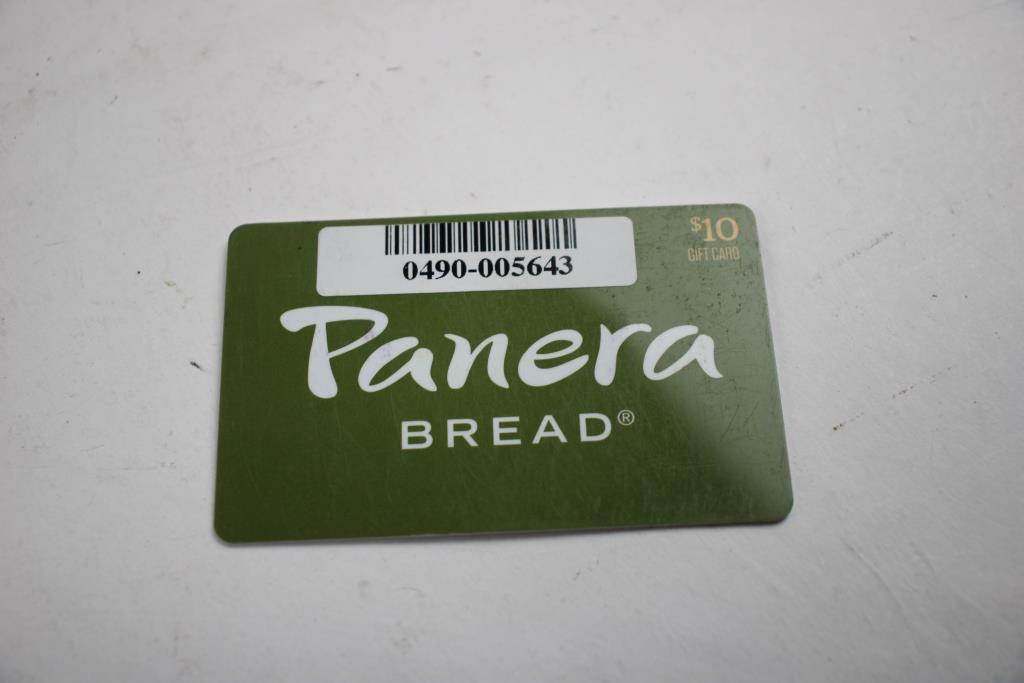 $10
GIFT CARD
0490-005643
Panera
BREAD®